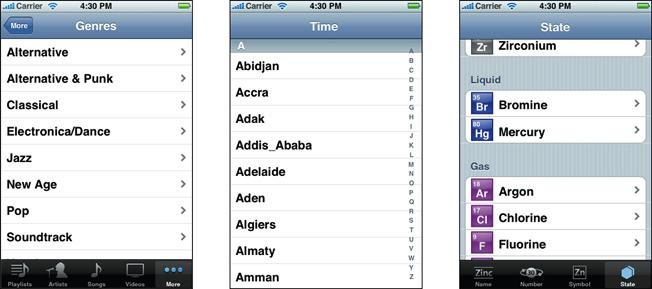 Carrier 4:30 PM
More Genres
Alternative
Alternative & Punk
Classical
Electronica/Dance
Jazz
New Age
Pop
Soundtrack
Playlists Artists Songs Videos More
Carrier 4:30 PM
Time
A
Abidjan
Accra
Adak
Addis_Ababa
Adelaide
Aden
Algiers
Almaty
Amman
A
B
C
D
E
F
G
H
I
J
K
L
M
N
O
P
Q
R
S
T
U
V
W
X
Y
Z
Carrier 4:30 PM
State
Zr Zirconium
Liquid
35
Br Bromine
80
Hg Mercury
Gas
18
Ar Argon
17
Cl Chlorine
9
F Fluorine
Zinc 30 Zn
Name Number Symbol State